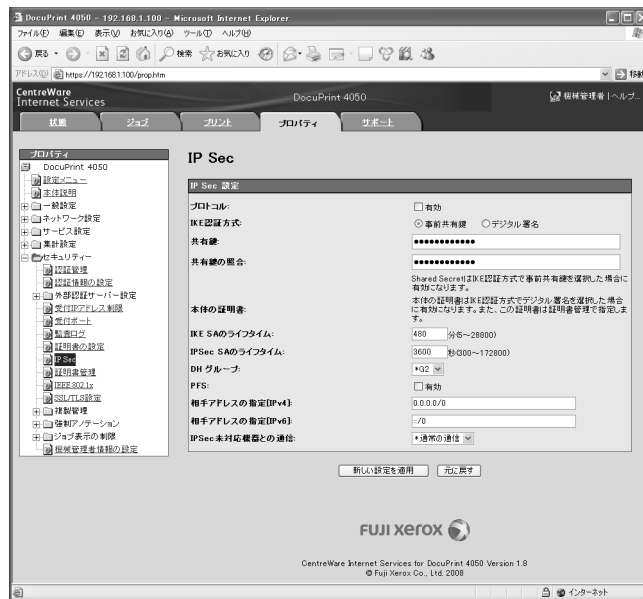 DocuPrint 4050 - 192.168.1.100 - Microsoft Internet Explorer
ファイル(F) 編集(E) 表示(V) お気に入り(A) ツール(T) ヘルプ(H)
戻る 検索 お気に入り
アドレス(D) https://192.168.1.100/prop.htm 移動
CentreWare
Internet Services
DocuPrint 4050
機械管理者 | ヘルプ...
状態 ジョブ プリント プロパティ サポート
プロパティ
DocuPrint 4050
設定メニュー
本体説明
一般設定
ネットワーク設定
サービス設定
集計設定
セキュリティー
認証管理
認証情報の設定
外部認証サーバー設定
受付IPアドレス制限
受付ポート
監査ログ
証明書の設定
IP Sec
証明書管理
IEEE 802.1x
SSL/TLS設定
複製管理
強制アノテーション
ジョブ表示の制限
機械管理者情報の設定
IP Sec
IP Sec 設定
プロトコル: 有効
IKE認証方式: 事前共有鍵 デジタル署名
共有鍵: ●●●●●●●●●●●●
共有鍵の照合: ●●●●●●●●●●●●
Shared SecretはIKE認証方式で事前共有鍵を選択した場合に
有効になります。
本体の証明書: 本体の証明書はIKE認証方式でデジタル署名を選択した場合
に有効になります。また、この証明書は証明書管理で指定しま
す。
IKE SAのライフタイム: 480 分(5~28800)
IPSec SAのライフタイム: 3600 秒(300~172800)
DH グループ: *G2
PFS: 有効
相手アドレスの指定[IPv4]: 0.0.0.0/0
相手アドレスの指定[IPv6]: ::/0
IPSec未対応機器との通信: *通常の通信
新しい設定を適用 元に戻す
FUJI XEROX
CentreWare Internet Services for DocuPrint 4050 Version 1.8
© Fuji Xerox Co., Ltd. 2008
インターネット